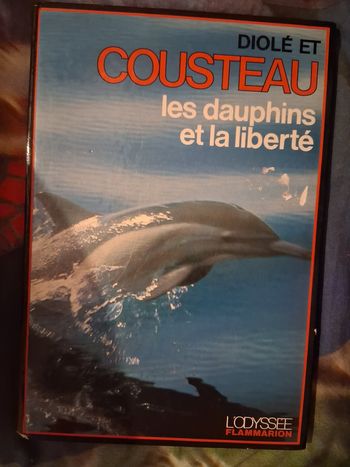 DIOLÉ ET
COUSTEAU
les dauphins
et la liberté
L'ODYSSÉE
FLAMMARION